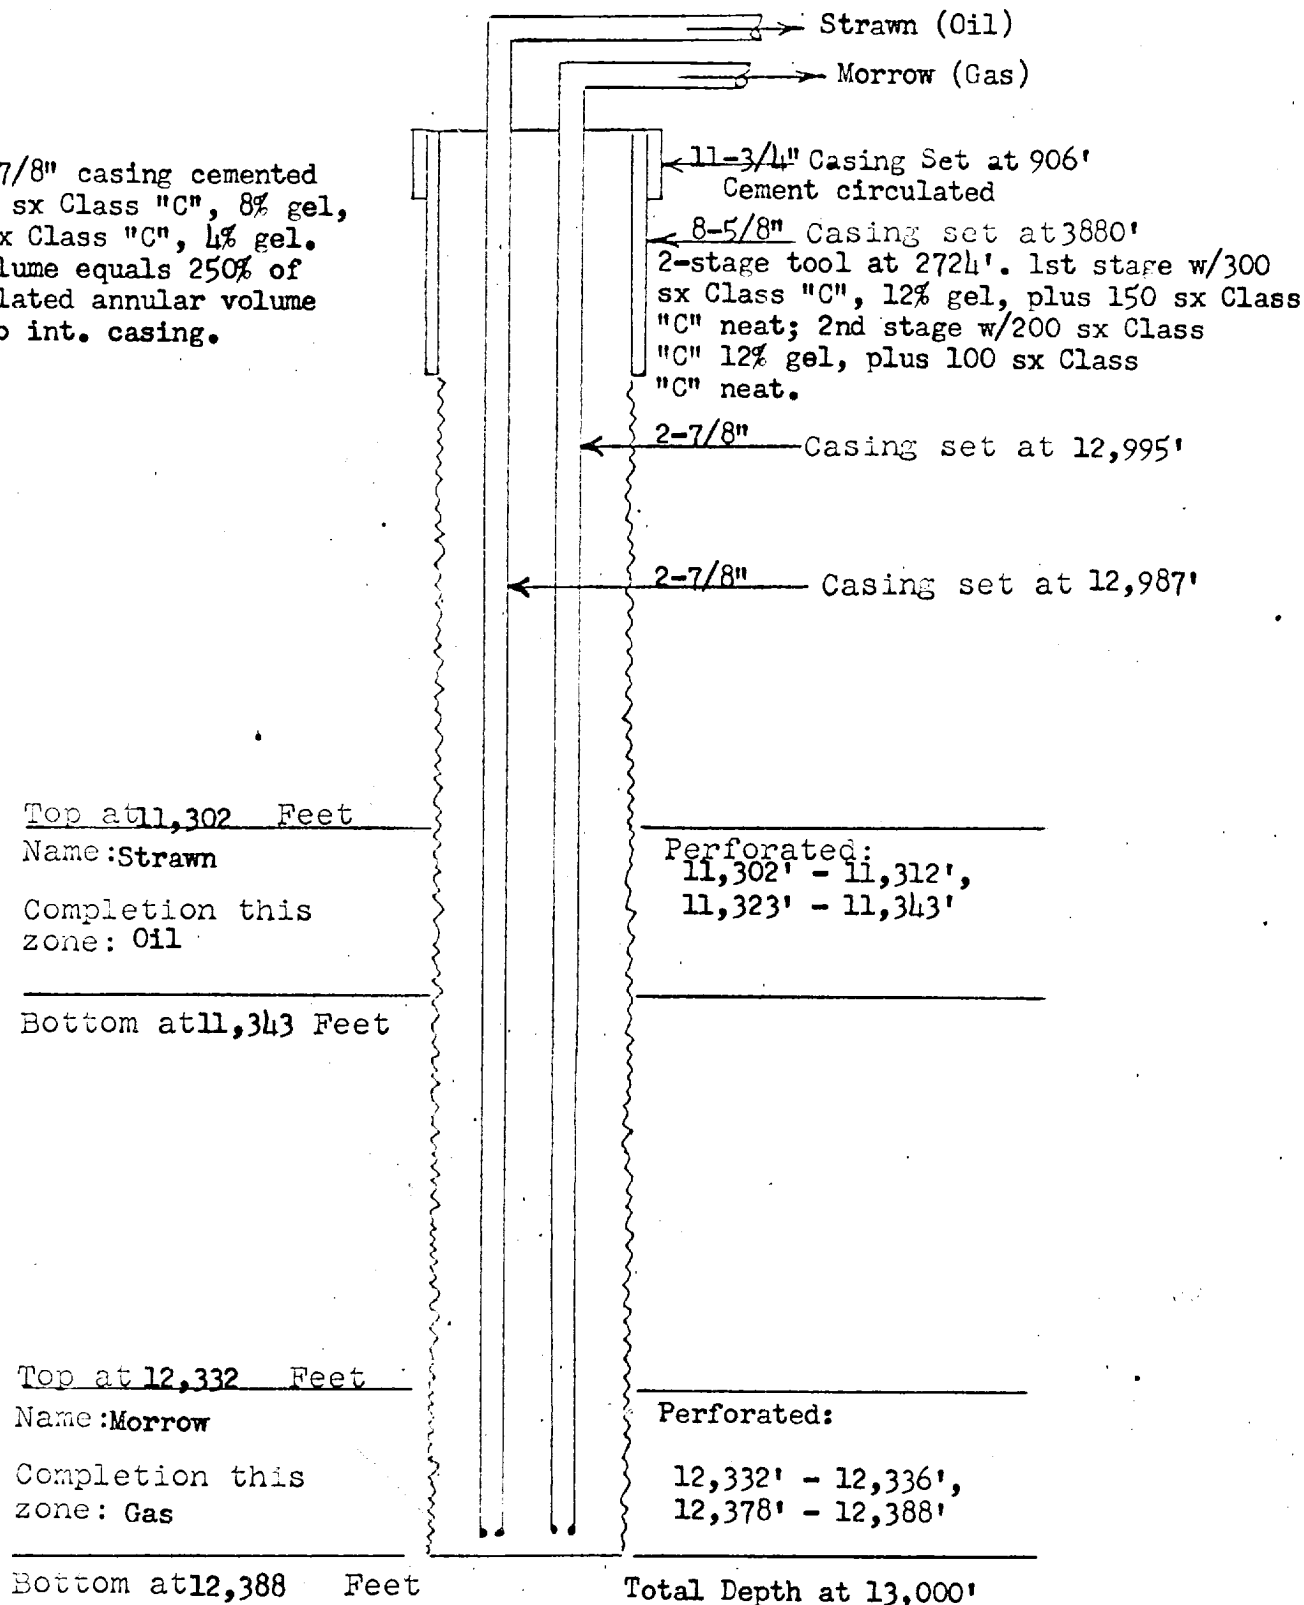 Strawn (Oil)
Morrow (Gas)
7/8" casing cemented
sx Class "C", 8% gel,
x Class "C", 4% gel.
lume equals 250% of
lated annular volume
o int. casing.
11-3/4" Casing Set at 906'
Cement circulated
8-5/8" Casing set at 3880'
2-stage tool at 2724'. 1st stage w/300
sx Class "C", 12% gel, plus 150 sx Class
"C" neat; 2nd stage w/200 sx Class
"C" 12% gel, plus 100 sx Class
"C" neat.
2-7/8" Casing set at 12,995'
2-7/8" Casing set at 12,987'
Top at 11,302 Feet
Name: Strawn
Completion this
zone: Oil
Bottom at 11,343 Feet
Perforated:
11,302' - 11,312',
11,323' - 11,343'
Top at 12,332 Feet
Name: Morrow
Completion this
zone: Gas
Bottom at 12,388 Feet
Perforated:
12,332' - 12,336',
12,378' - 12,388'
Total Depth at 13,000'